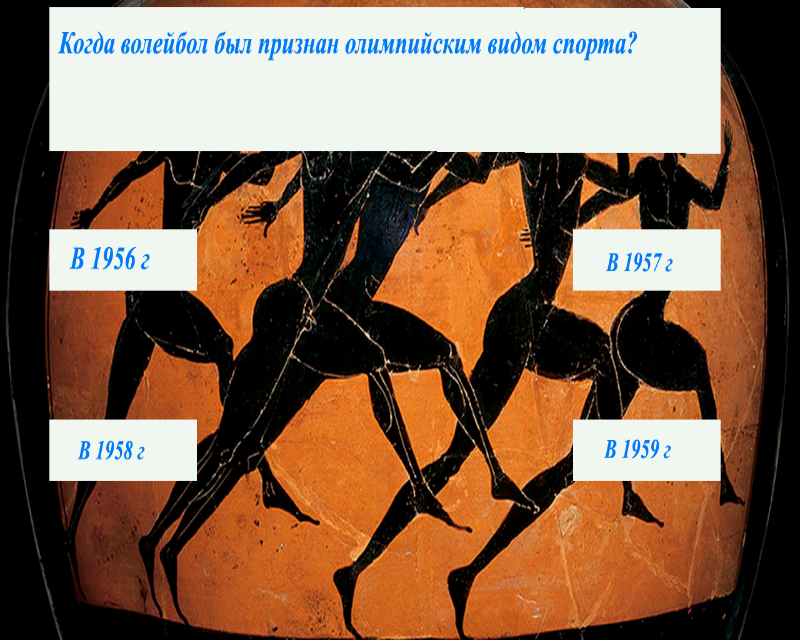 Когда волейбол был признан олимпийским видом спорта?
В 1956 г
В 1957 г
В 1958 г
В 1959 г